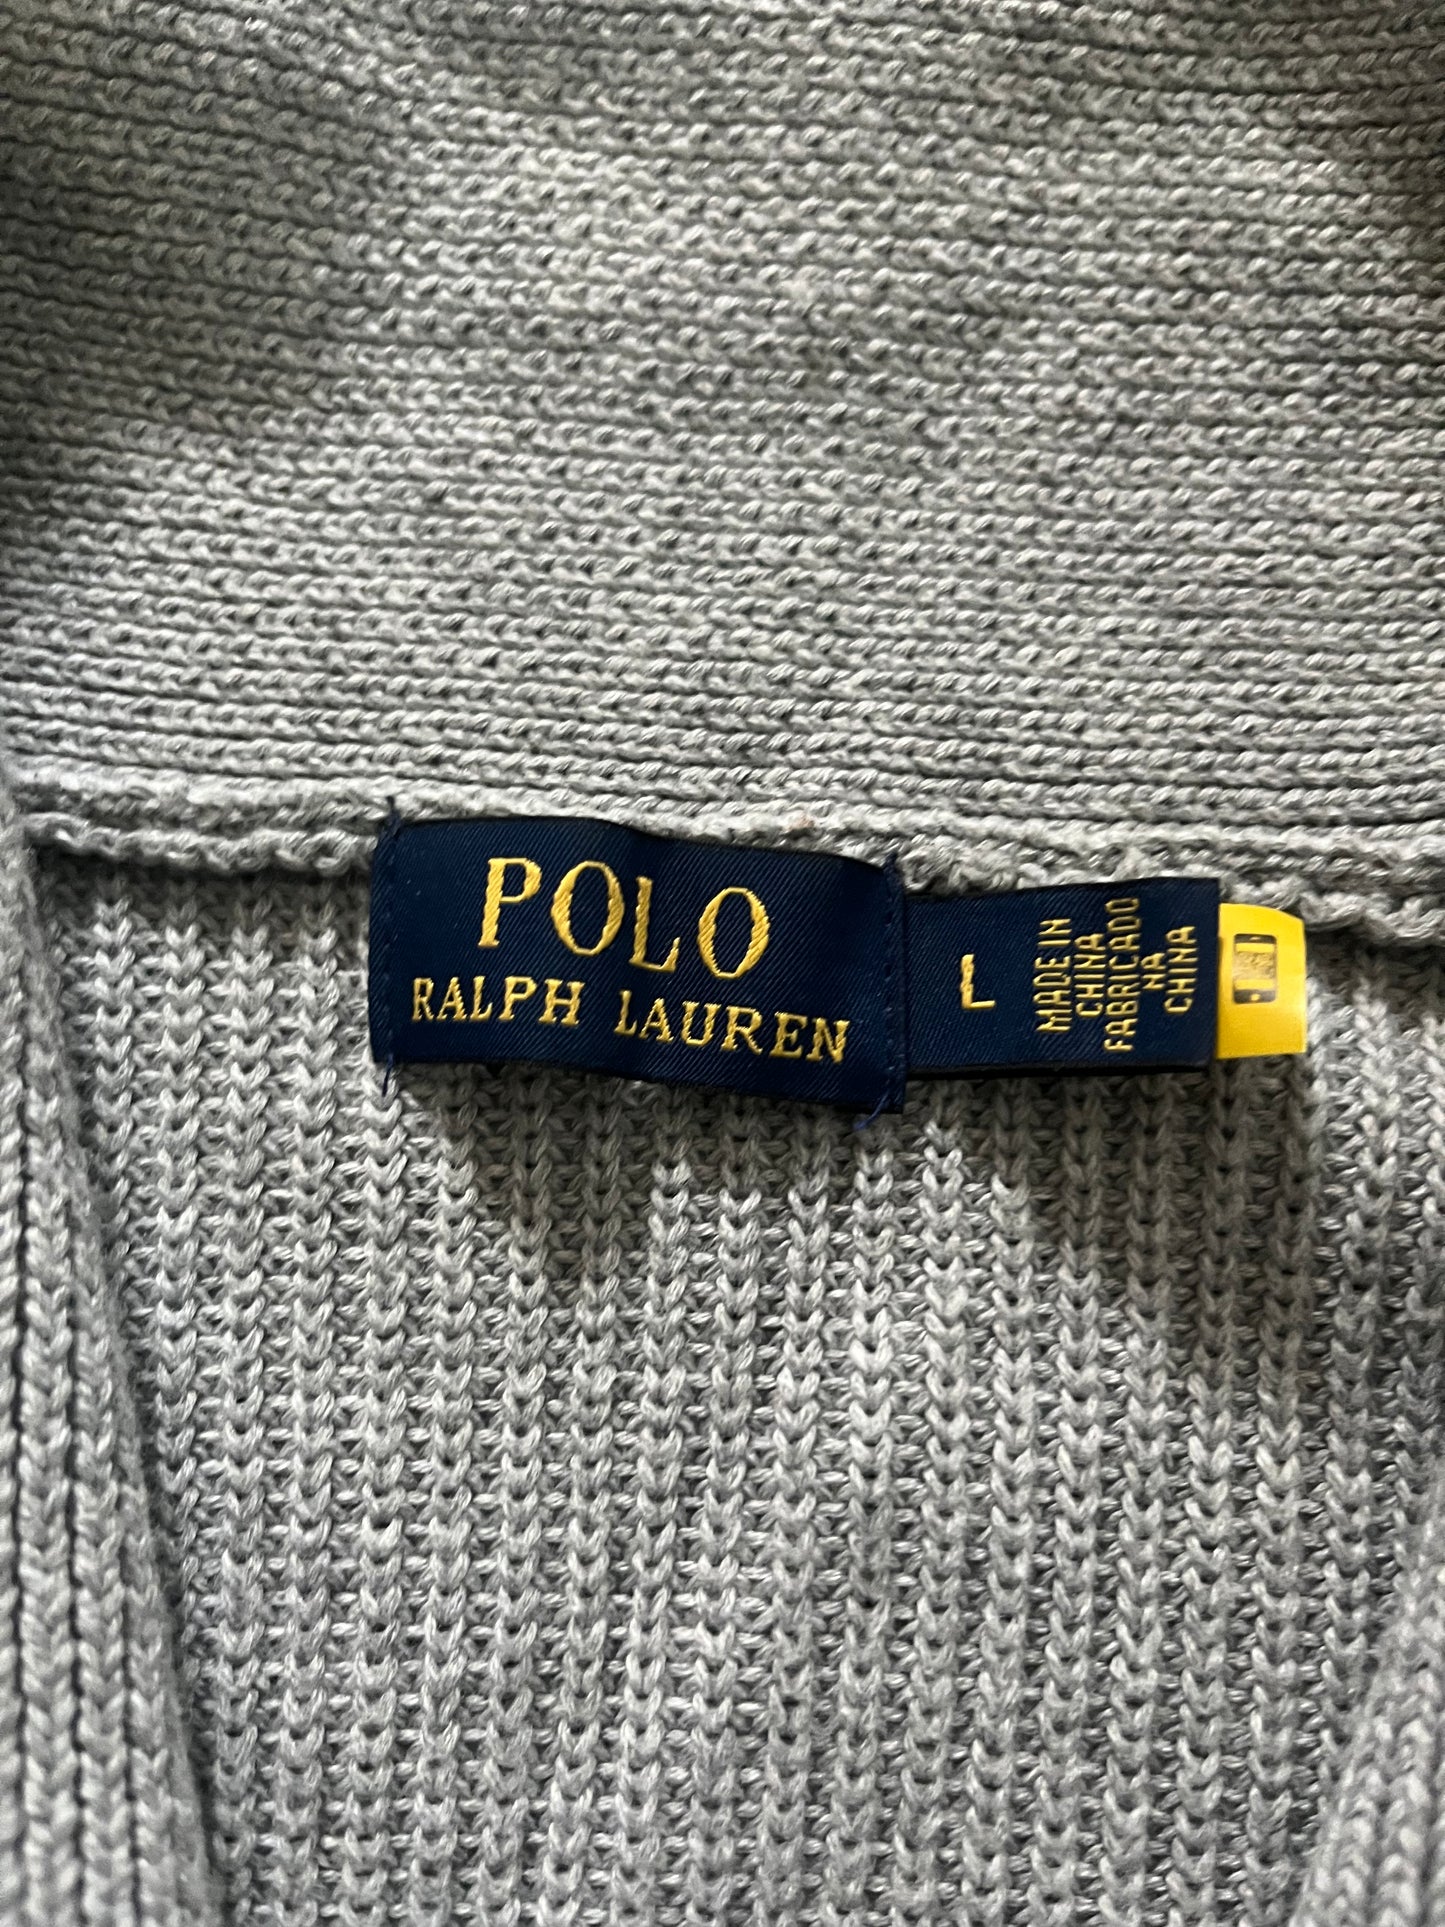 POLO
RALPH LAUREN
L
MADE IN
CHINA
FABRICADO
NA
CHINA